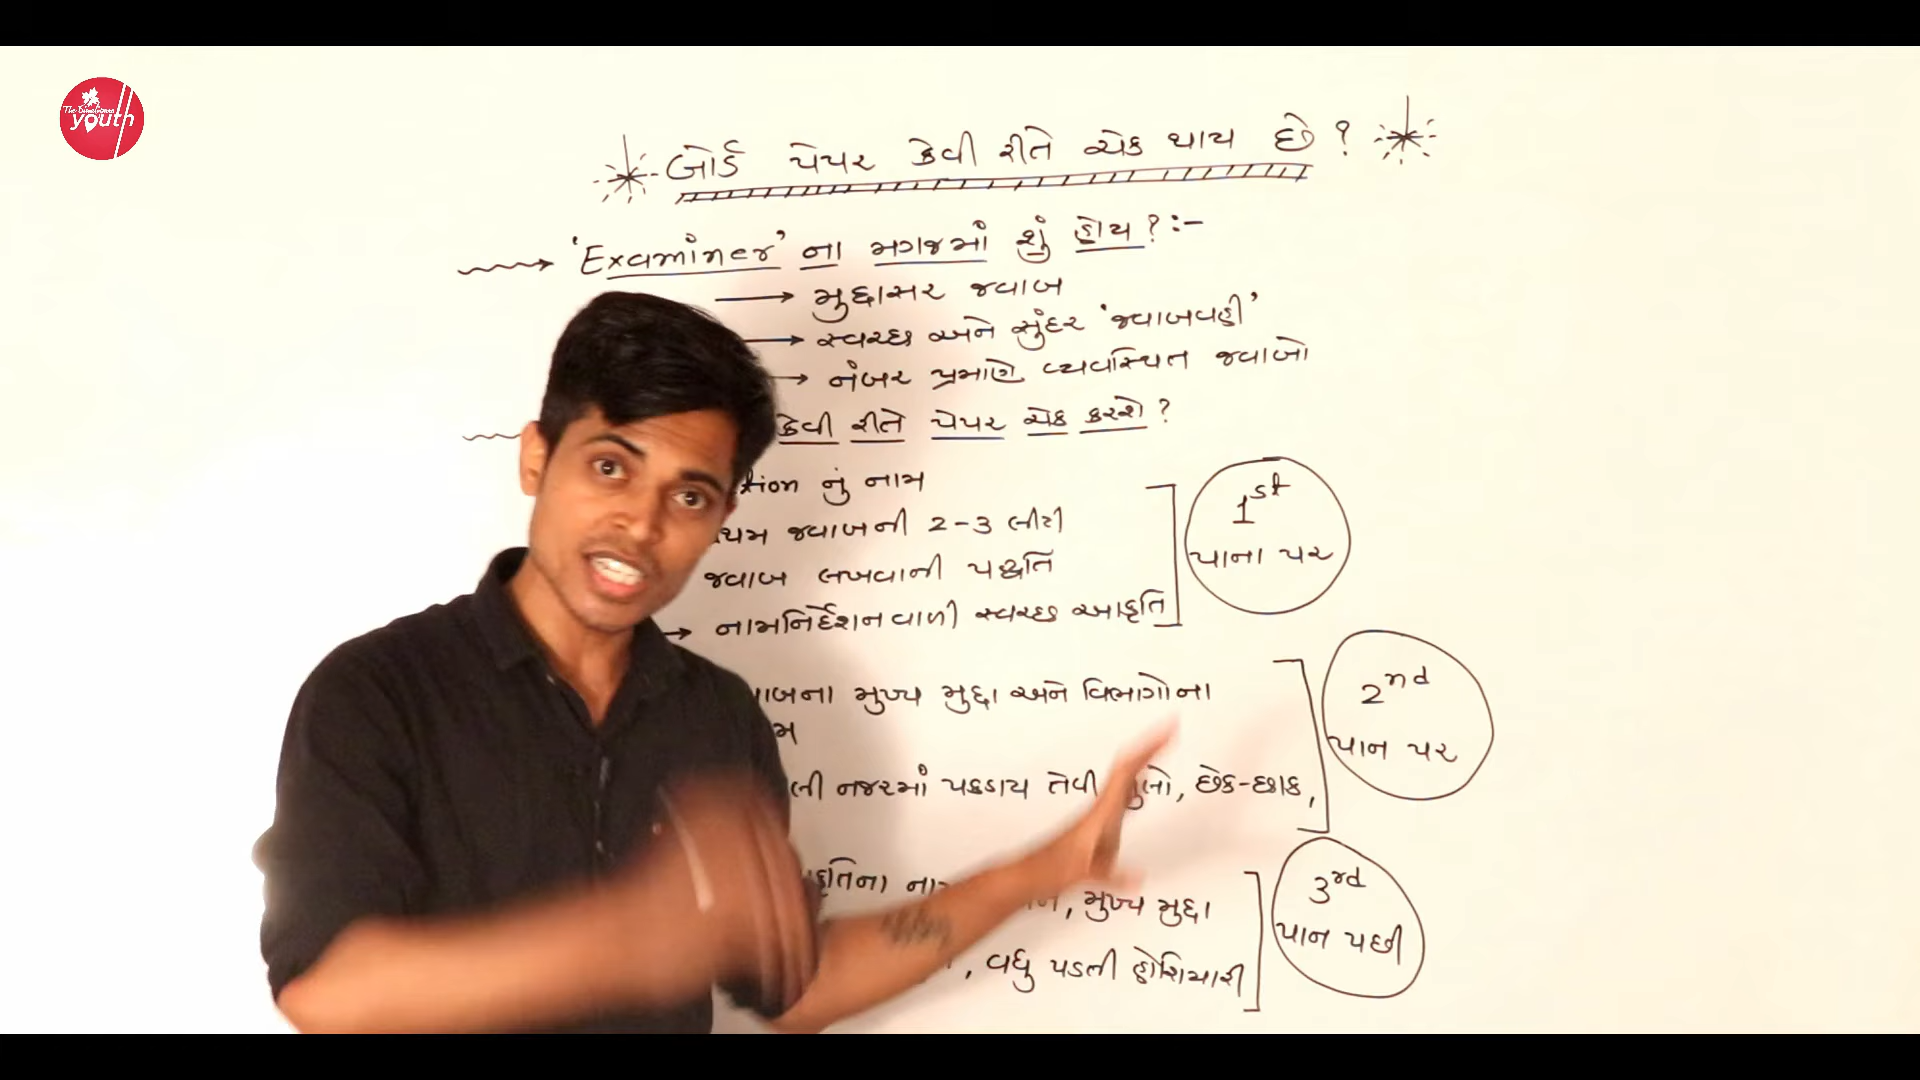 The
youth
બોર્ડ પેપર કેવી રીતે ચેક થાય છે ?
'Examiner' ના મગજમાં શું હોય ? :-
મુદ્દાસર જવાબ
સ્વચ્છ અને સુંદર 'જવાબવહી'
નંબર પ્રમાણે વ્યવસ્થિત જવાબો
કેવી રીતે પેપર ચેક કરશે ?
નું નામ
જવાબની 2-3 લીટી
જવાબ લખવાની પદ્ધતિ
નામનિર્દેશનવાળી સ્વચ્છ આકૃતિ
1st
પાના પર
મુખ્ય મુદ્દા અને વિભાગોના
નજરમાં પકડાય તેવી છેક-છાક,
2nd
પાન પર
, મુખ્ય મુદ્દા
, વધુ પડતી હોશિયારી
3rd
પાન પછી